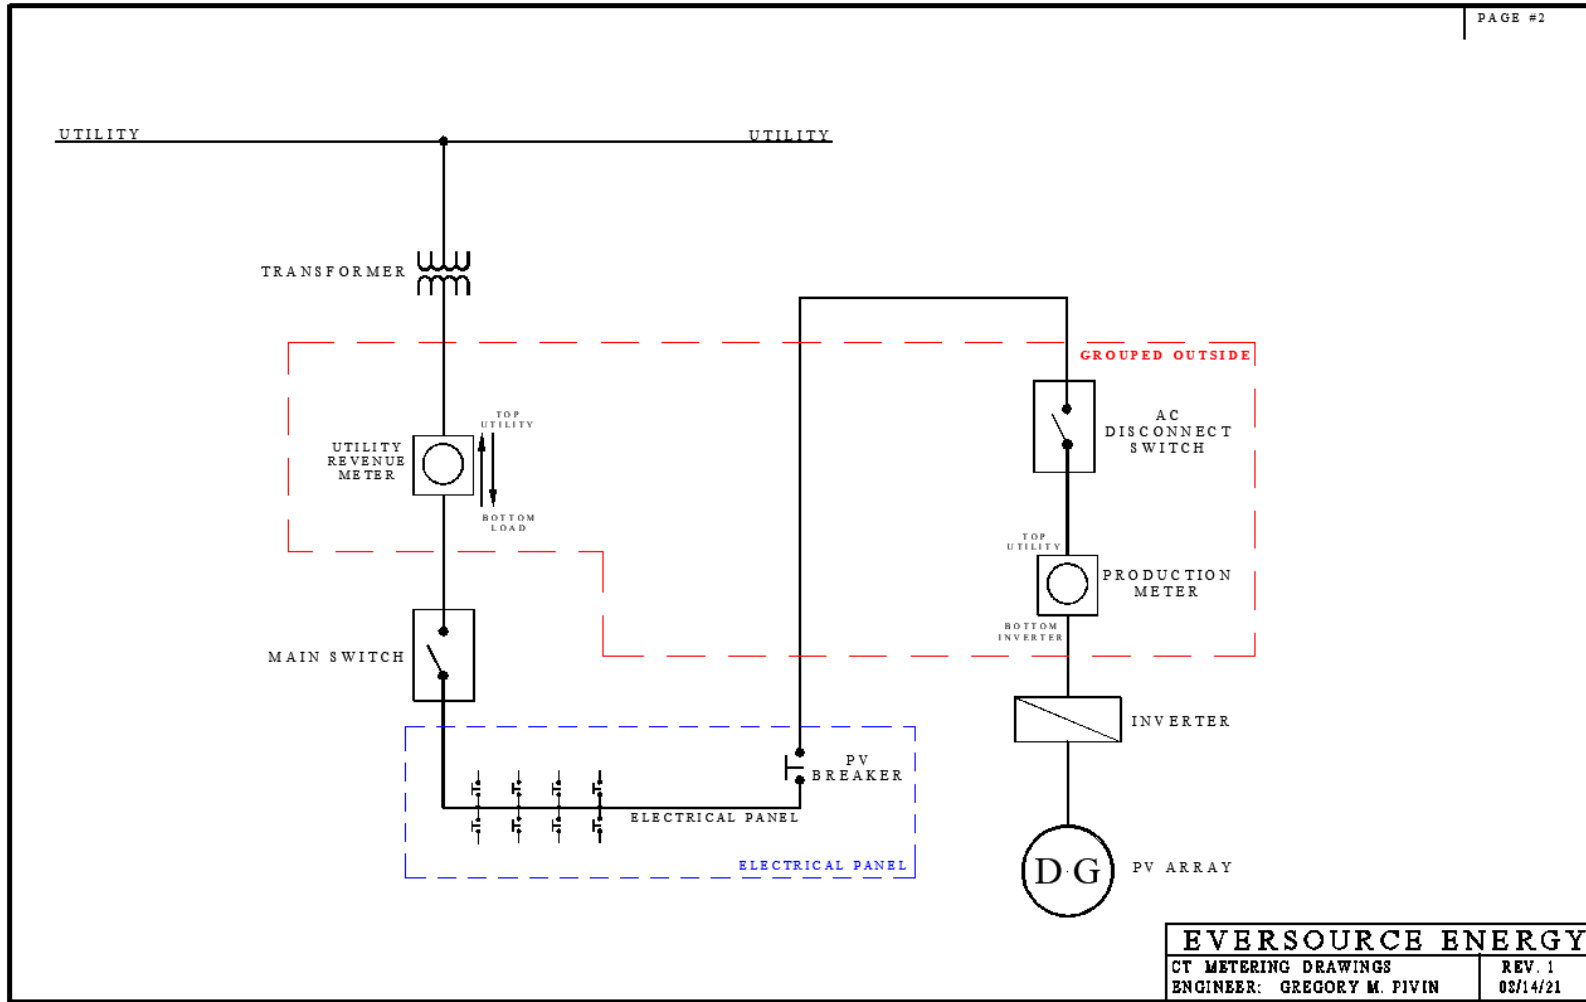 PAGE #2
UTILITY
UTILITY
TRANSFORMER
GROUPED OUTSIDE
TOP
UTILITY
UTILITY
REVENUE
METER
BOTTOM
LOAD
AC
DISCONNECT
SWITCH
TOP
UTILITY
PRODUCTION
METER
BOTTOM
INVERTER
MAIN SWITCH
INVERTER
PV
BREAKER
ELECTRICAL PANEL
ELECTRICAL PANEL
D·G
PV ARRAY
EVERSOURCE ENERGY
CT METERING DRAWINGS
REV. 1
ENGINEER: GREGORY M. PIVIN